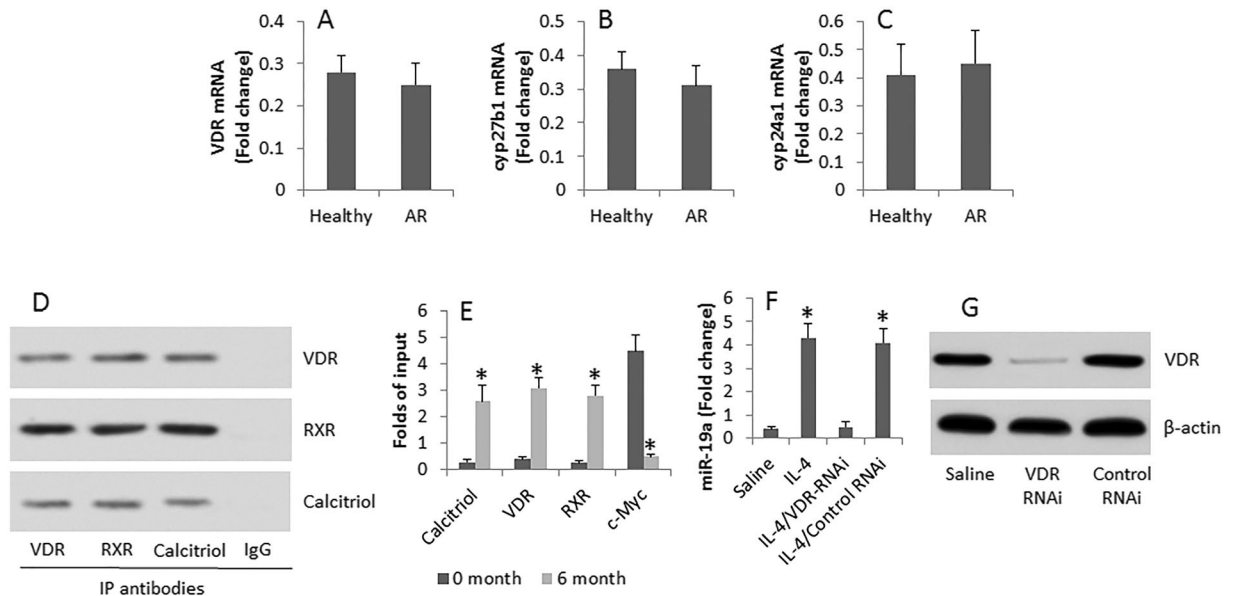 A
VDR mRNA
(Fold change)
0.4
0.3
0.2
0.1
0
Healthy
AR
B
cyp27b1 mRNA
(Fold change)
0.5
0.4
0.3
0.2
0.1
0
Healthy
AR
C
cyp24a1 mRNA
(Fold change)
0.6
0.5
0.4
0.3
0.2
0.1
0
Healthy
AR
D
VDR
RXR
Calcitriol
VDR RXR Calcitriol IgG
IP antibodies
E
Folds of input
6
5
4
3
2
1
0
* * * *
Calcitriol
VDR
RXR
c-Myc
0 month 6 month
F
miR-19a (Fold change)
6
5
4
3
2
1
0
* *
Saline
IL-4
IL-4/VDR-RNAi
IL-4/Control RNAi
G
VDR
β-actin
Saline
VDR
RNAi
Control
RNAi